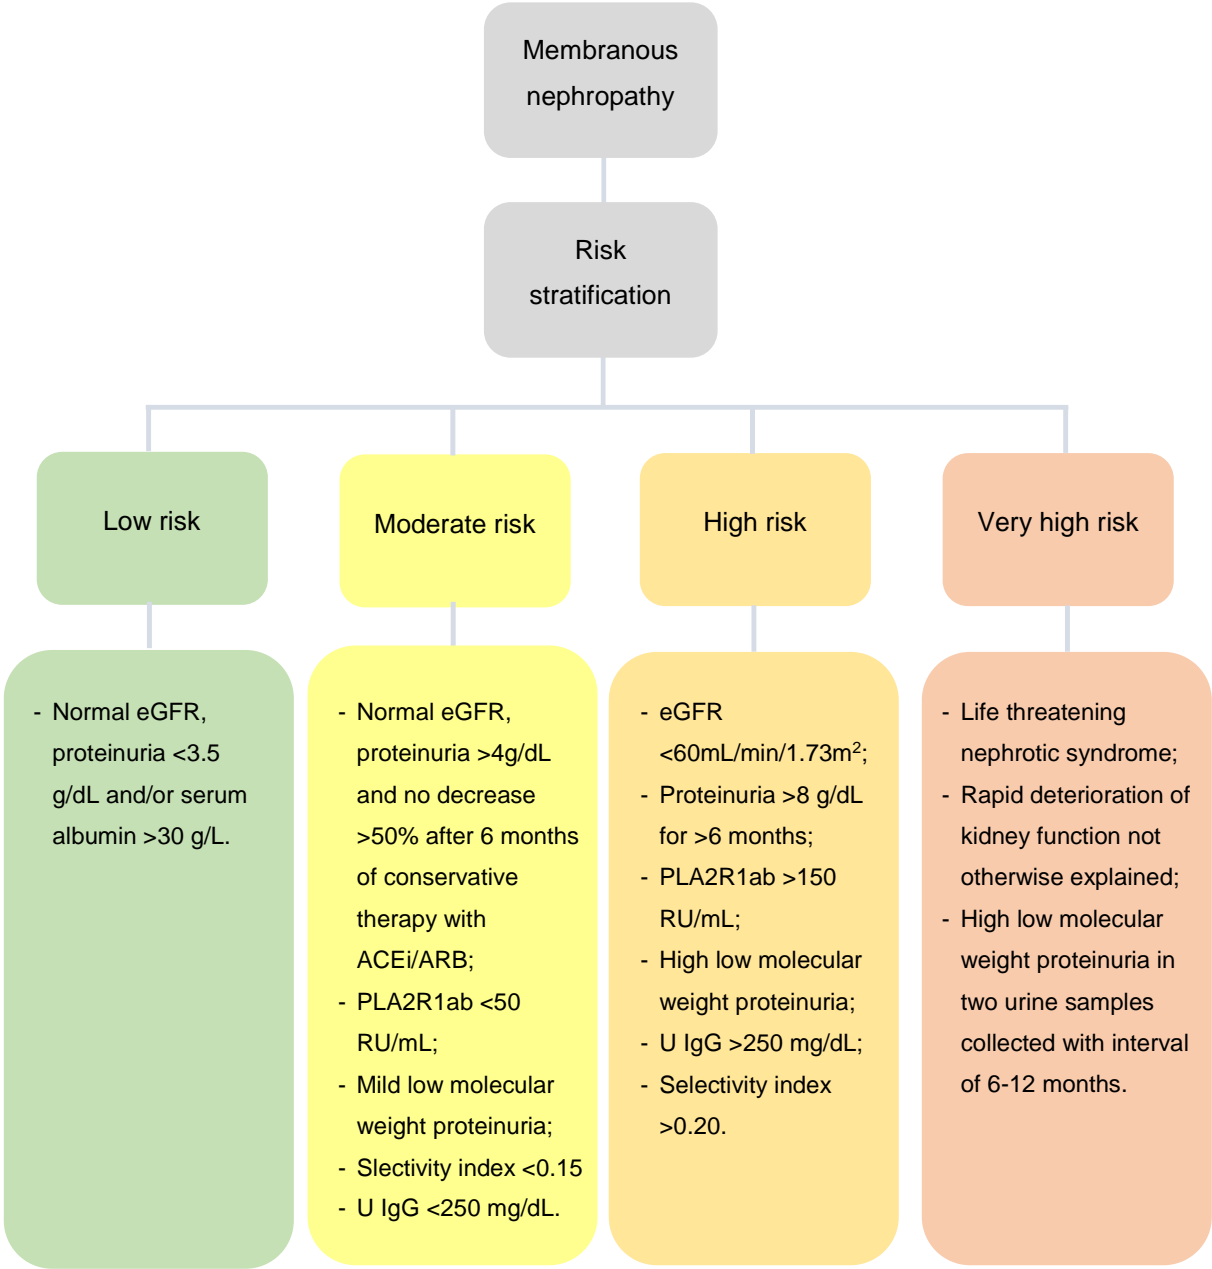 Membranous
nephropathy
Risk
stratification
Low risk
Moderate risk
High risk
Very high risk
- Normal eGFR,
proteinuria <3.5
g/dL and/or serum
albumin >30 g/L.
- Normal eGFR,
proteinuria >4g/dL
and no decrease
>50% after 6 months
of conservative
therapy with
ACEi/ARB;
- PLA2R1ab <50
RU/mL;
- Mild low molecular
weight proteinuria;
- Slectivity index <0.15
- U IgG <250 mg/dL.
- eGFR
<60mL/min/1.73m²;
- Proteinuria >8 g/dL
for >6 months;
- PLA2R1ab >150
RU/mL;
- High low molecular
weight proteinuria;
- U IgG >250 mg/dL;
- Selectivity index
>0.20.
- Life threatening
nephrotic syndrome;
- Rapid deterioration of
kidney function not
otherwise explained;
- High low molecular
weight proteinuria in
two urine samples
collected with interval
of 6-12 months.